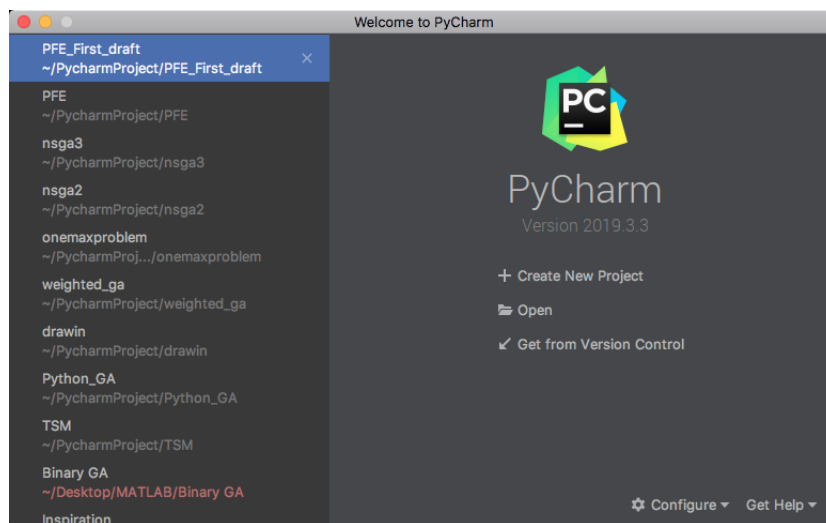 Welcome to PyCharm
PFE_First_draft
~/PycharmProject/PFE_First_draft
PFE
~/PycharmProject/PFE
nsga3
~/PycharmProject/nsga3
nsga2
~/PycharmProject/nsga2
onemaxproblem
~/PycharmProj.../onemaxproblem
weighted_ga
~/PycharmProject/weighted_ga
drawin
~/PycharmProject/drawin
Python_GA
~/PycharmProject/Python_GA
TSM
~/PycharmProject/TSM
Binary GA
~/Desktop/MATLAB/Binary GA
Inspiration
PC
PyCharm
Version 2019.3.3
Create New Project
Open
Get from Version Control
Configure
Get Help